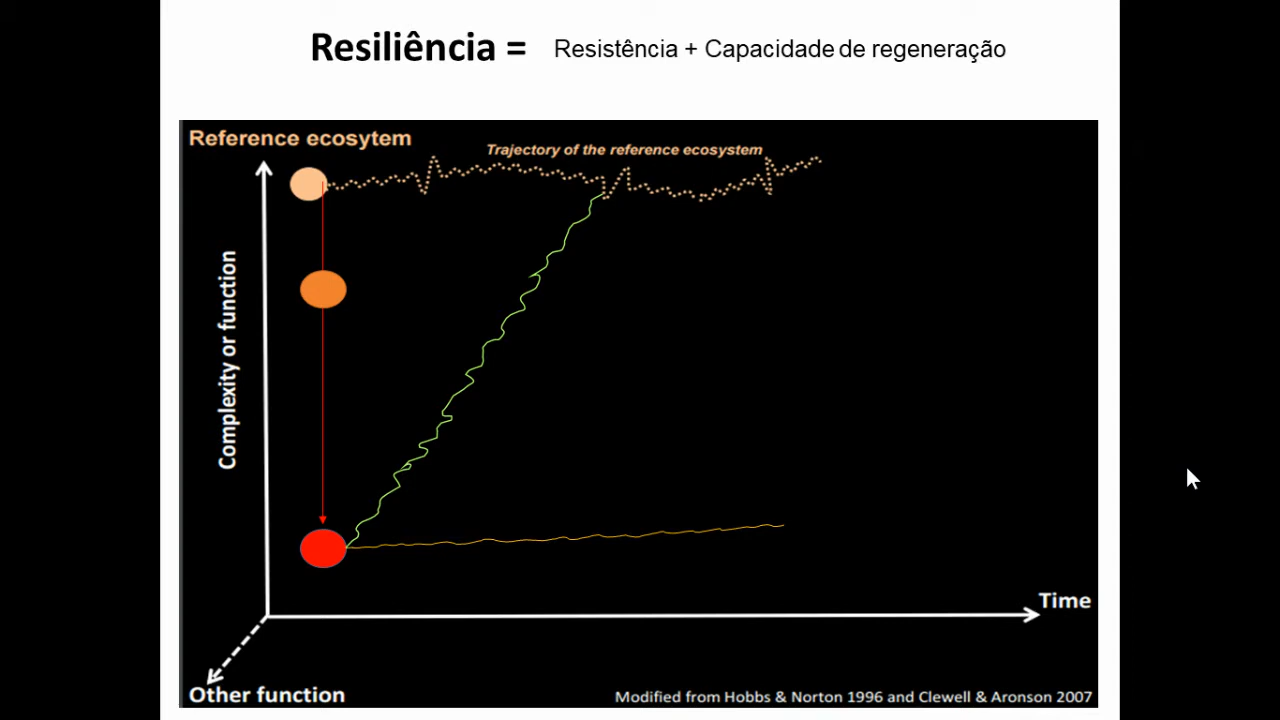 Resiliência = Resistência + Capacidade de regeneração
Reference ecosytem
Trajectory of the reference ecosystem
Complexity or function
Time
Other function
Modified from Hobbs & Norton 1996 and Clewell & Aronson 2007